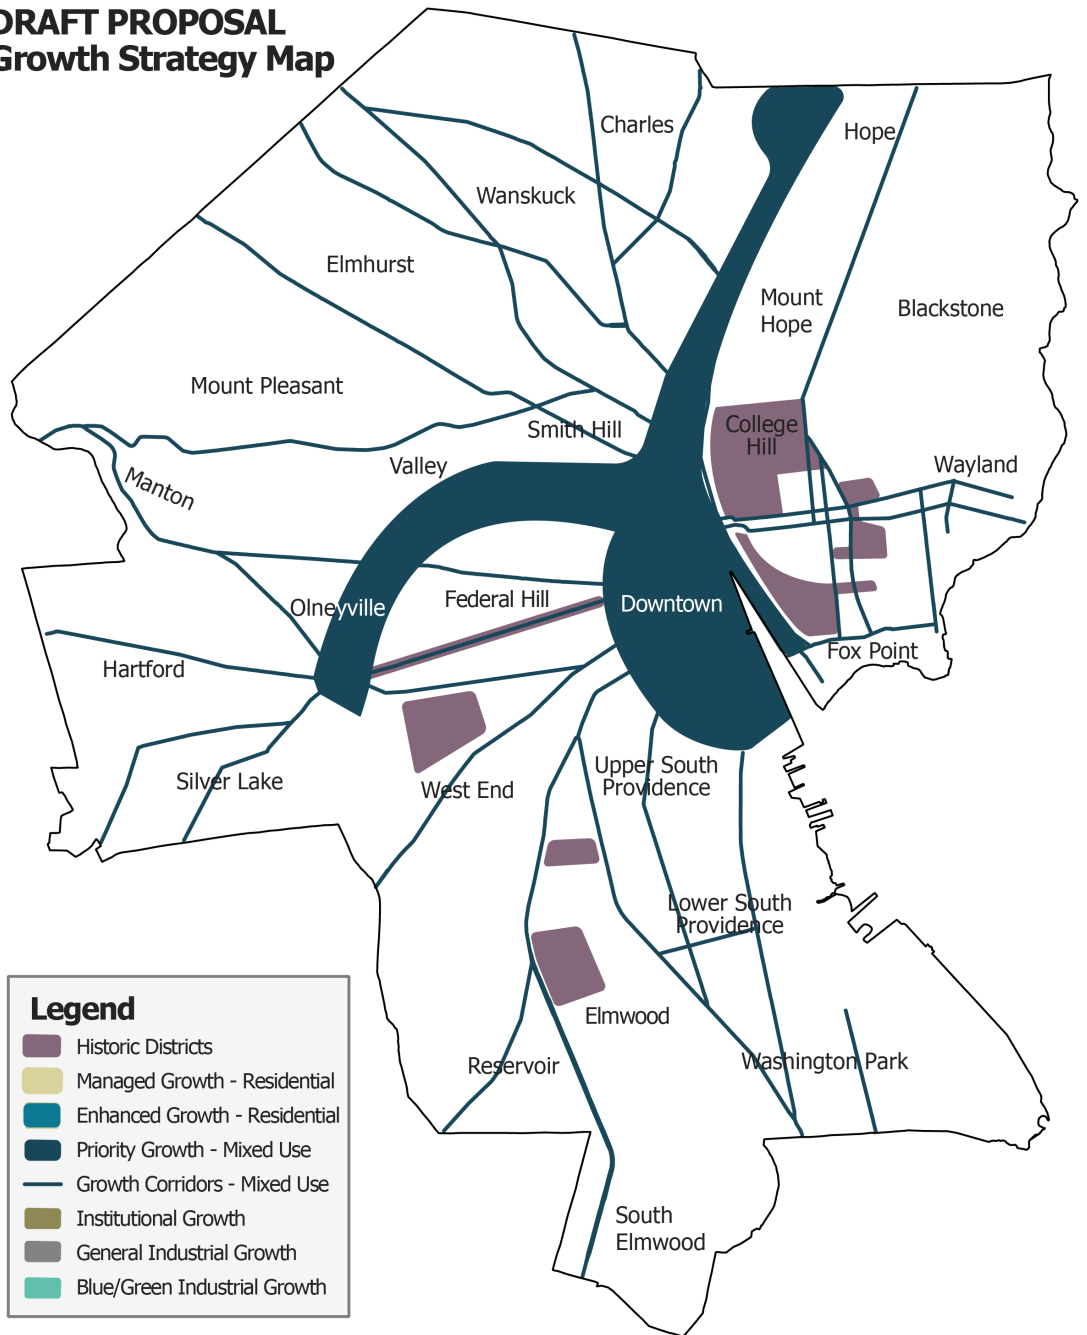 DRAFT PROPOSAL
Growth Strategy Map
Charles
Hope
Wanskuck
Elmhurst
Mount
Hope
Blackstone
Mount Pleasant
College
Hill
Smith Hill
Valley
Wayland
Manton
Olneyville
Federal Hill
Downtown
Fox Point
Hartford
Silver Lake
West End
Upper South
Providence
Lower South
Providence
Elmwood
Reservoir
Washington Park
South
Elmwood
Legend
Historic Districts
Managed Growth - Residential
Enhanced Growth - Residential
Priority Growth - Mixed Use
Growth Corridors - Mixed Use
Institutional Growth
General Industrial Growth
Blue/Green Industrial Growth